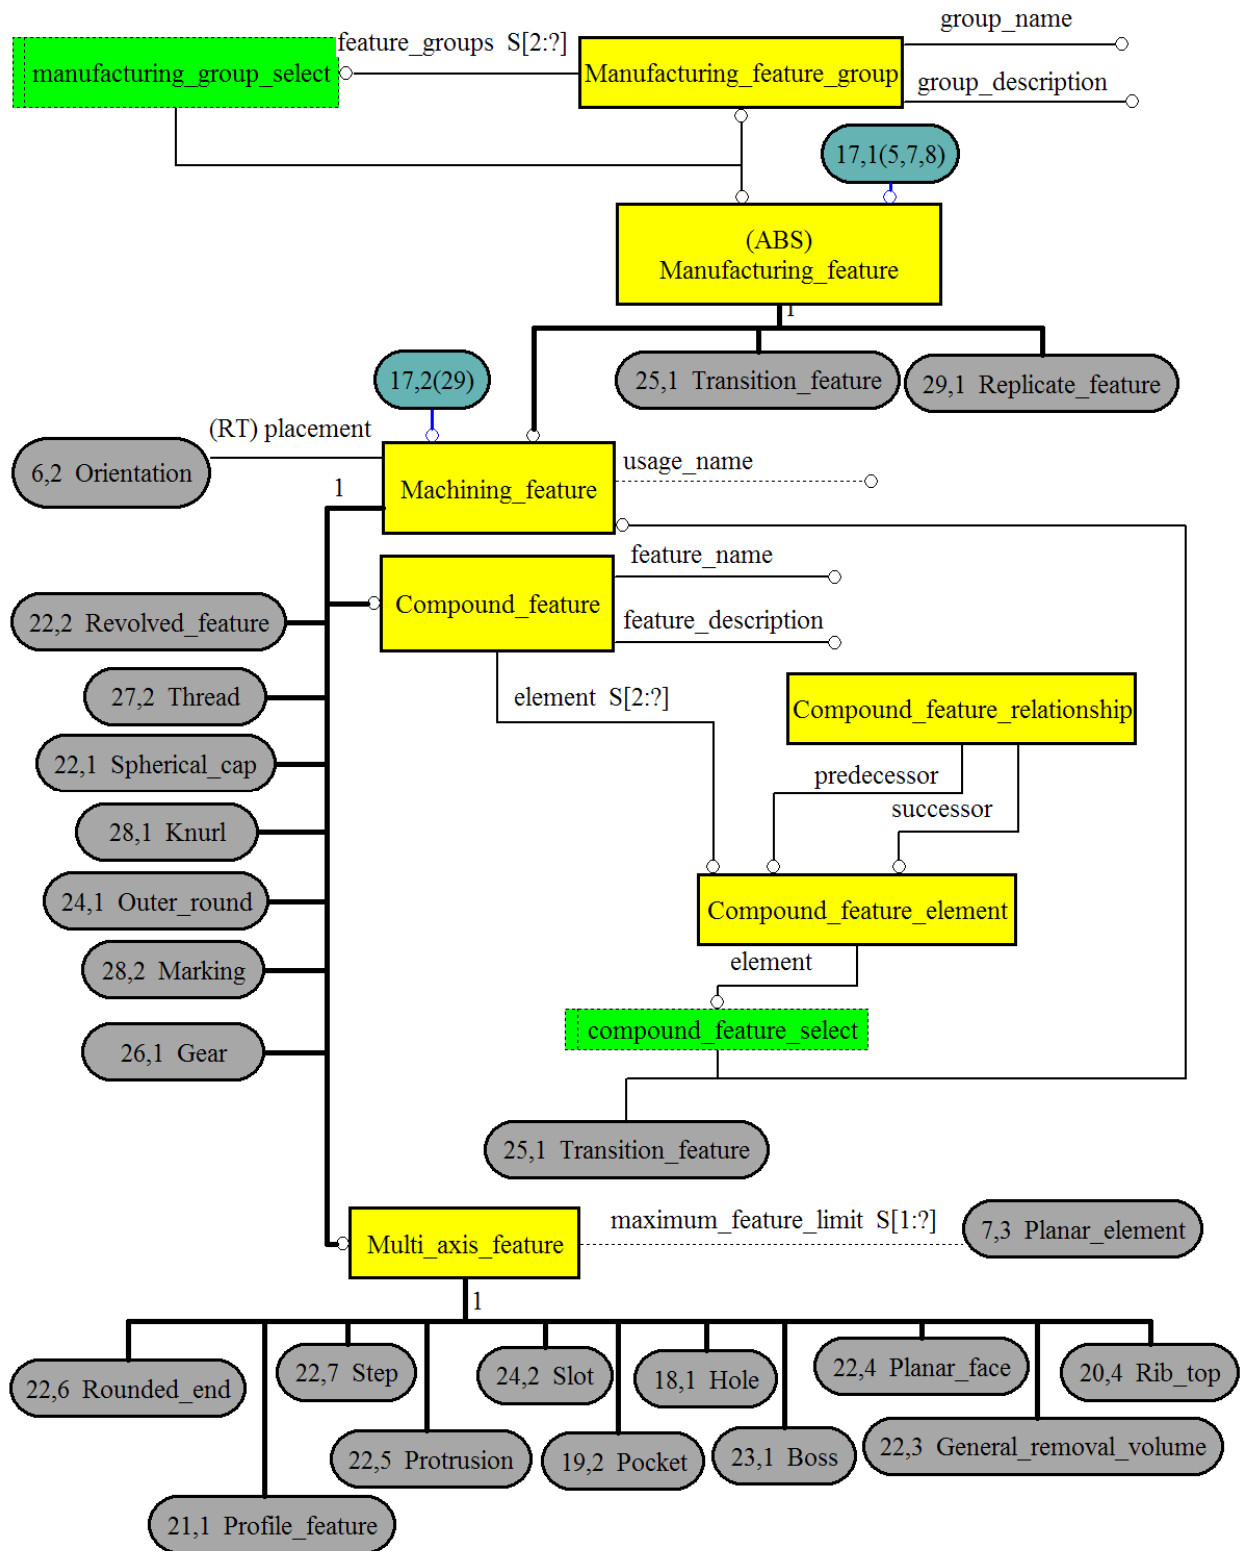 group_name
feature_groups S[2:?]
manufacturing_group_select
Manufacturing_feature_group
group_description
17,1(5,7,8)
(ABS)
Manufacturing_feature
1
25,1 Transition_feature
29,1 Replicate_feature
17,2(29)
(RT) placement
6,2 Orientation
Machining_feature
usage_name
1
feature_name
Compound_feature
feature_description
22,2 Revolved_feature
27,2 Thread
element S[2:?]
Compound_feature_relationship
22,1 Spherical_cap
predecessor
successor
28,1 Knurl
24,1 Outer_round
Compound_feature_element
28,2 Marking
element
compound_feature_select
26,1 Gear
25,1 Transition_feature
maximum_feature_limit S[1:?]
7,3 Planar_element
Multi_axis_feature
1
22,6 Rounded_end
22,7 Step
24,2 Slot
18,1 Hole
22,4 Planar_face
20,4 Rib_top
22,5 Protrusion
19,2 Pocket
23,1 Boss
22,3 General_removal_volume
21,1 Profile_feature